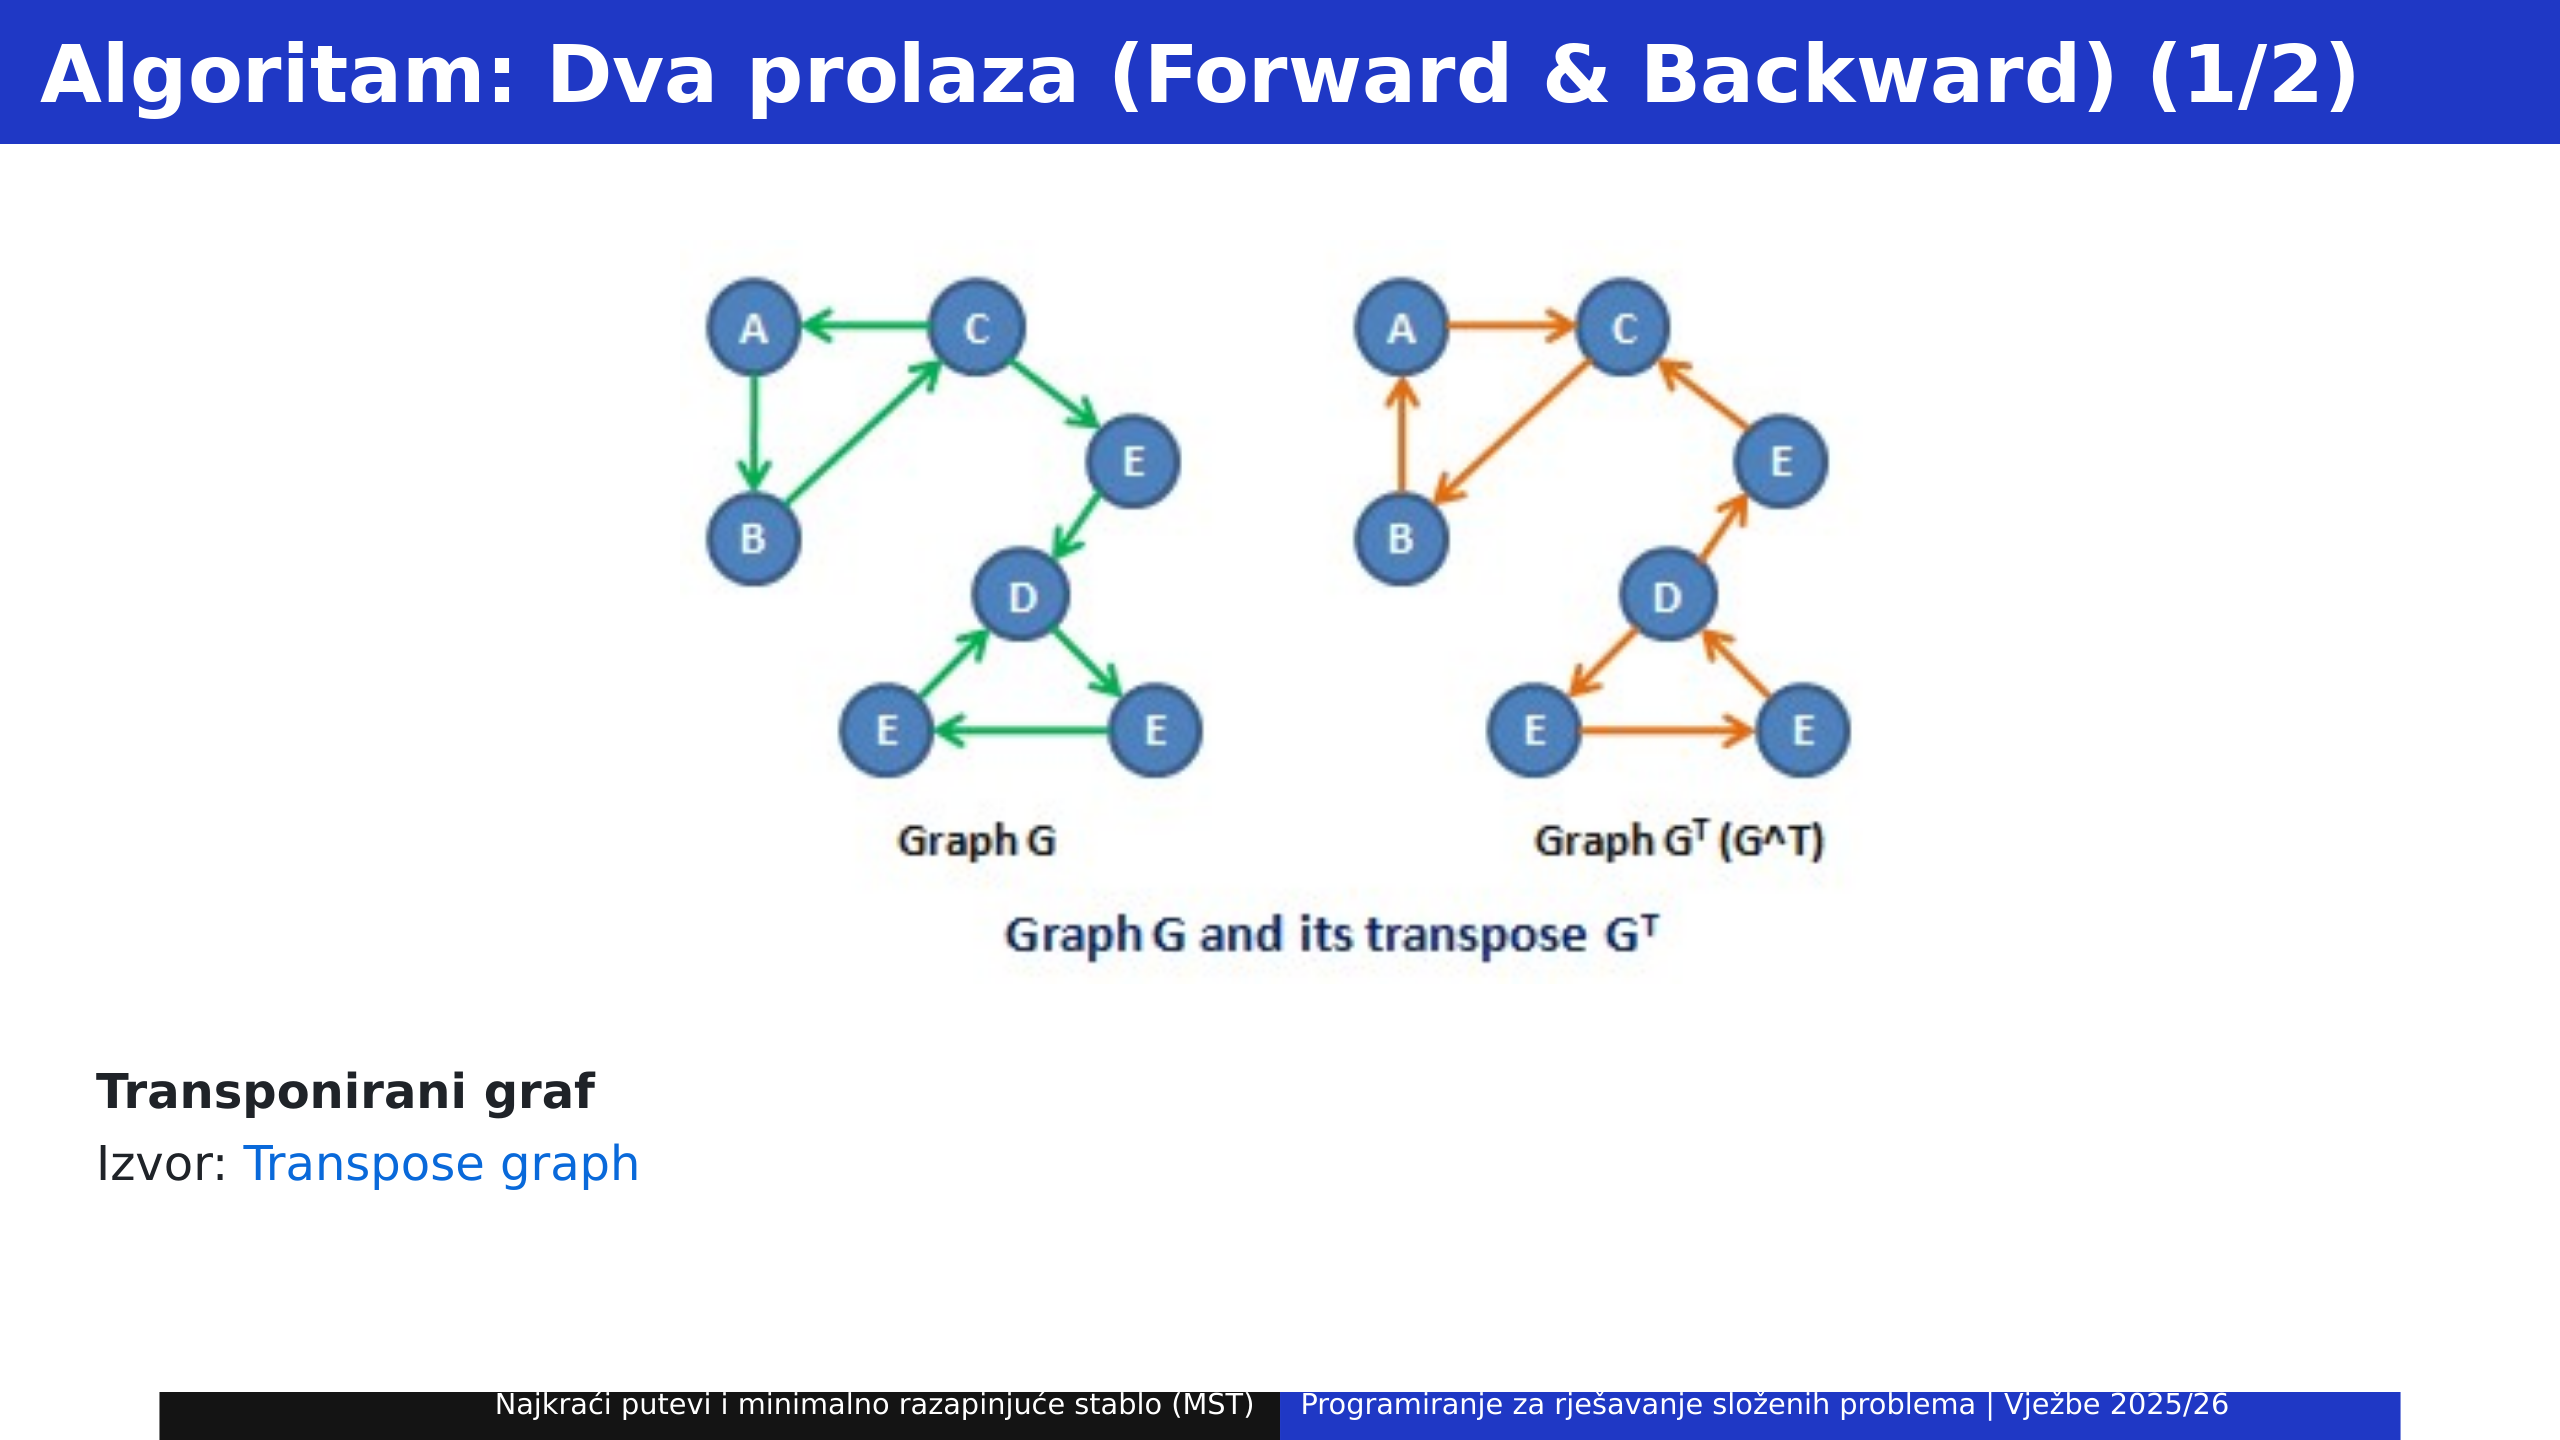 Algoritam: Dva prolaza (Forward & Backward) (1/2)
A C A C
E E
B B
D D
E E E E
Graph G Graph Gᵀ (G^T)
Graph G and its transpose Gᵀ
Transponirani graf
Izvor: Transpose graph
Najkraći putevi i minimalno razapinjuće stablo (MST) Programiranje za rješavanje složenih problema | Vježbe 2025/26